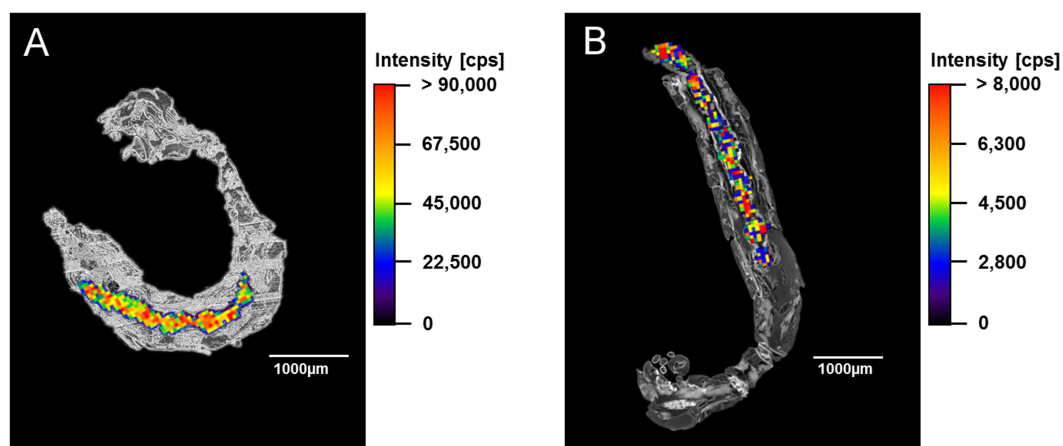 A
Intensity [cps]
> 90,000
67,500
45,000
22,500
0
1000µm
B
Intensity [cps]
> 8,000
6,300
4,500
2,800
0
1000µm